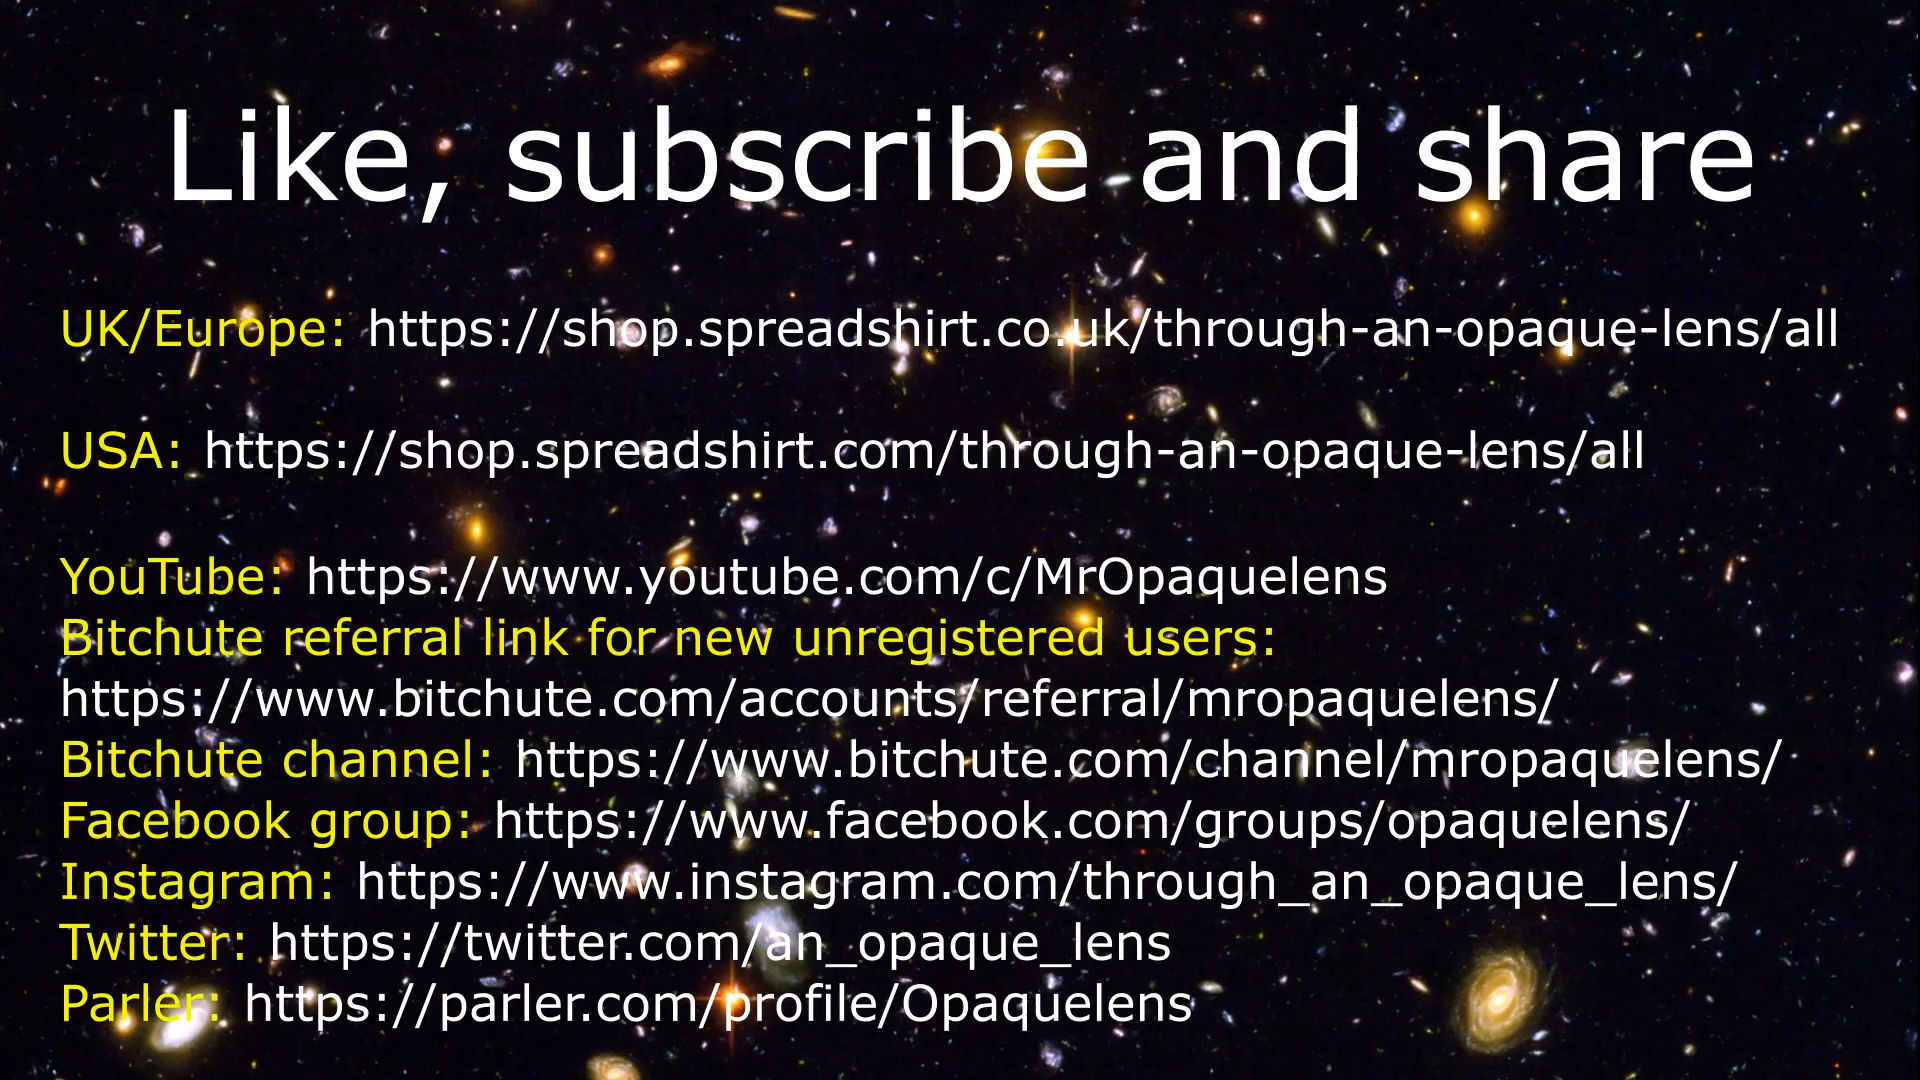 Like, subscribe and share
UK/Europe: https://shop.spreadshirt.co.uk/through-an-opaque-lens/all
USA: https://shop.spreadshirt.com/through-an-opaque-lens/all
YouTube: https://www.youtube.com/c/MrOpaquelens
Bitchute referral link for new unregistered users:
https://www.bitchute.com/accounts/referral/mropaquelens/
Bitchute channel: https://www.bitchute.com/channel/mropaquelens/
Facebook group: https://www.facebook.com/groups/opaquelens/
Instagram: https://www.instagram.com/through_an_opaque_lens/
Twitter: https://twitter.com/an_opaque_lens
Parler: https://parler.com/profile/Opaquelens